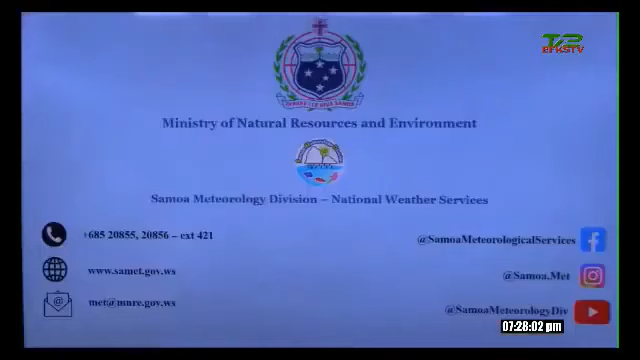 TV2
EFKSTV
Ministry of Natural Resources and Environment
Samoa Meteorology Division – National Weather Services
+685 20855, 20856 – ext 421
@SamoaMeteorologicalServices
www.samet.gov.ws
@Samoa.Met
met@mnre.gov.ws
@SamoaMeteorologyDiv
07:28:02 pm